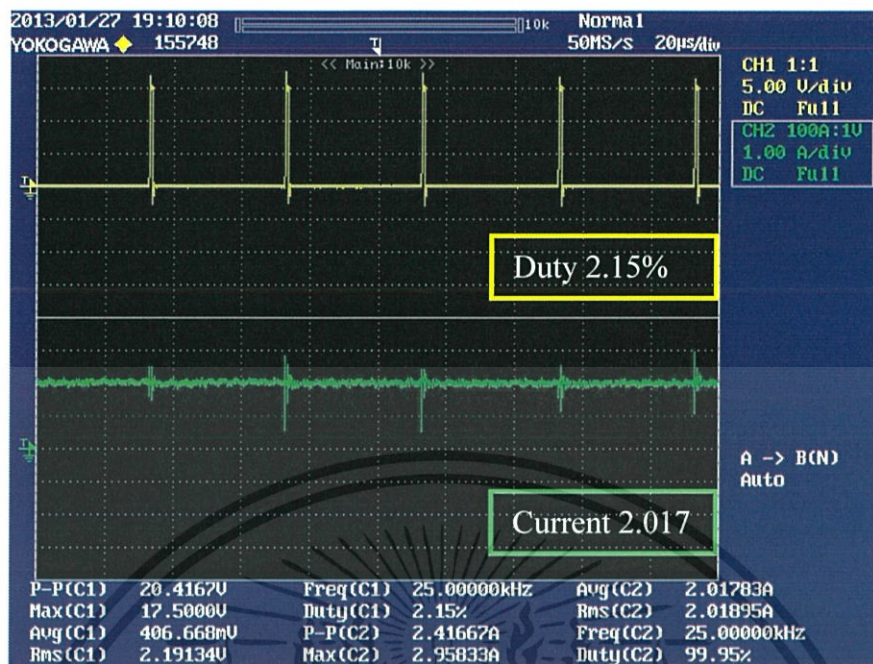 2013/01/27 19:10:08 10k Normal
YOKOGAWA 155748 T 50MS/s 20µs/div
<< Main:10k >>
CH1 1:1
5.00 V/div
DC Full
CH2 100A:1V
1.00 A/div
DC Full
T
Duty 2.15%
T
A -> B(N)
Auto
Current 2.017
P-P(C1) 20.4167V Freq(C1) 25.00000kHz Avg(C2) 2.01783A
Max(C1) 17.5000V Duty(C1) 2.15% Rms(C2) 2.01895A
Avg(C1) 406.668mV P-P(C2) 2.41667A Freq(C2) 25.00000kHz
Rms(C1) 2.19134V Max(C2) 2.95833A Duty(C2) 99.95%